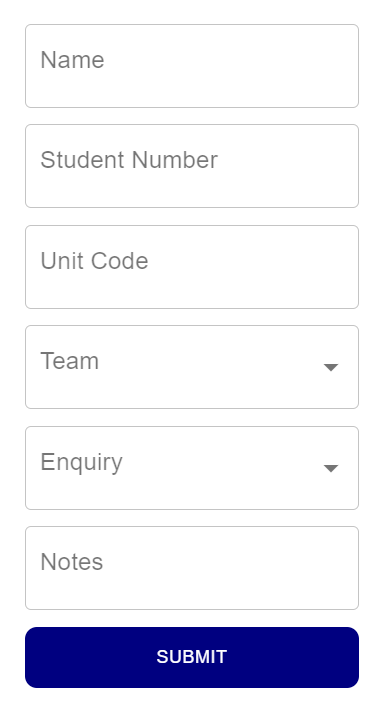 Name
Student Number
Unit Code
Team
Enquiry
Notes
SUBMIT